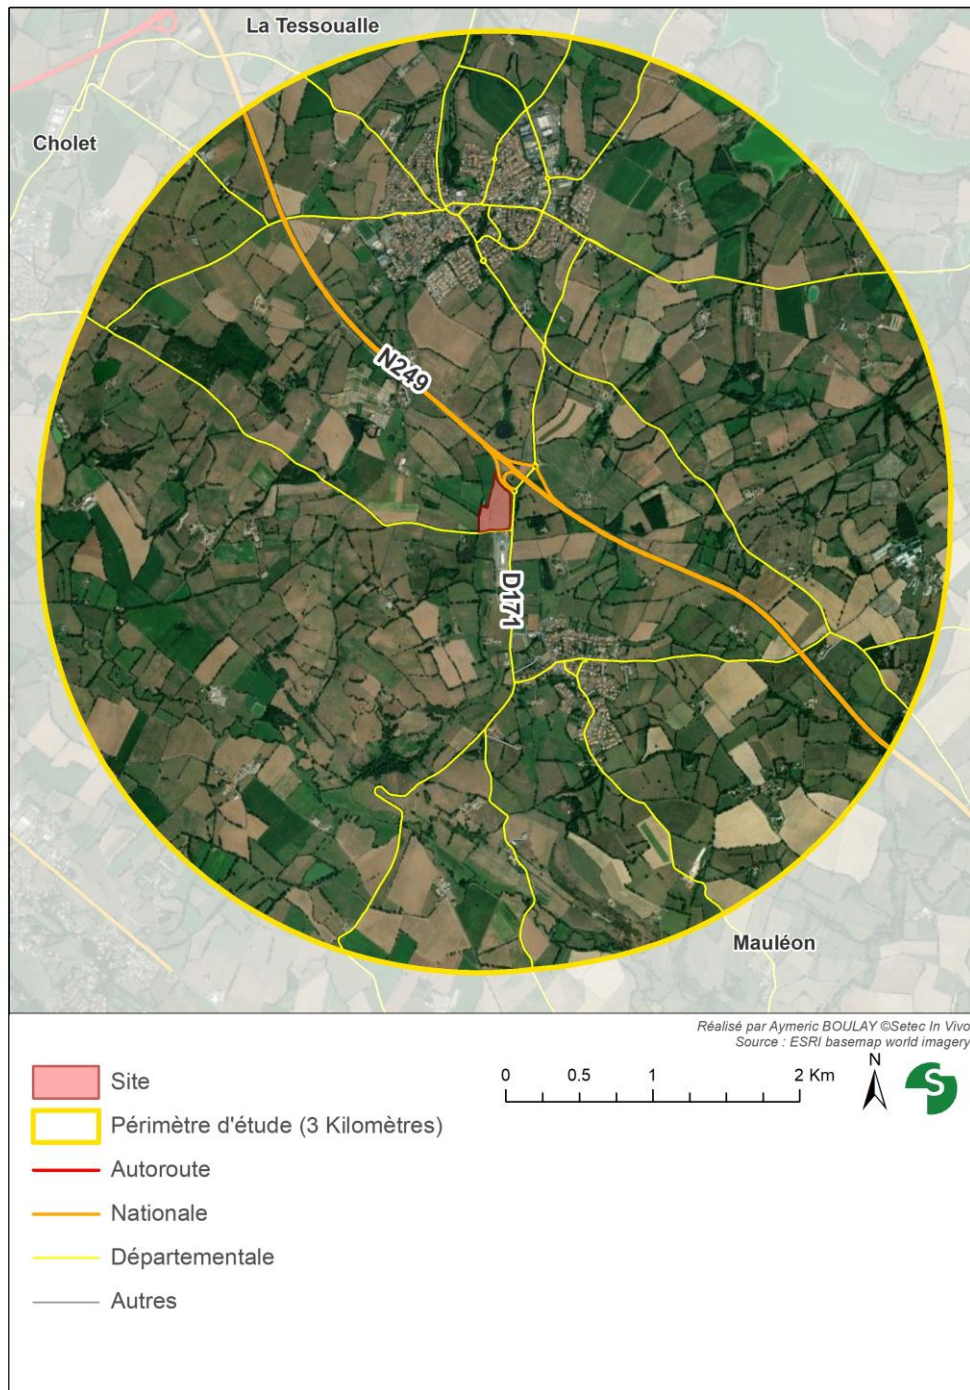 La Tessoualle
Cholet
N249
D171
Mauléon
Réalisé par Aymeric BOULAY ©Setec In Vivo
Source : ESRI basemap world imagery
Site
Périmètre d'étude (3 Kilomètres)
Autoroute
Nationale
Départementale
Autres
0 0.5 1 2 Km
N
S